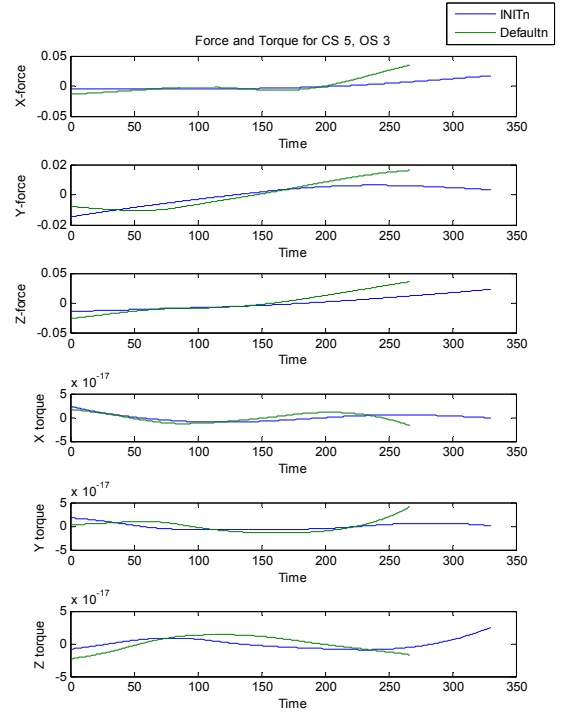 INITn
Defaultn
Force and Torque for CS 5, OS 3
X-force
0.05
0
-0.05
0 50 100 150 200 250 300 350
Time
Y-force
0.02
0
-0.02
0 50 100 150 200 250 300 350
Time
Z-force
0.05
0
-0.05
0 50 100 150 200 250 300 350
Time
x 10^-17
X torque
5
0
-5
0 50 100 150 200 250 300 350
Time
x 10^-17
Y torque
5
0
-5
0 50 100 150 200 250 300 350
Time
x 10^-17
Z torque
5
0
-5
0 50 100 150 200 250 300 350
Time